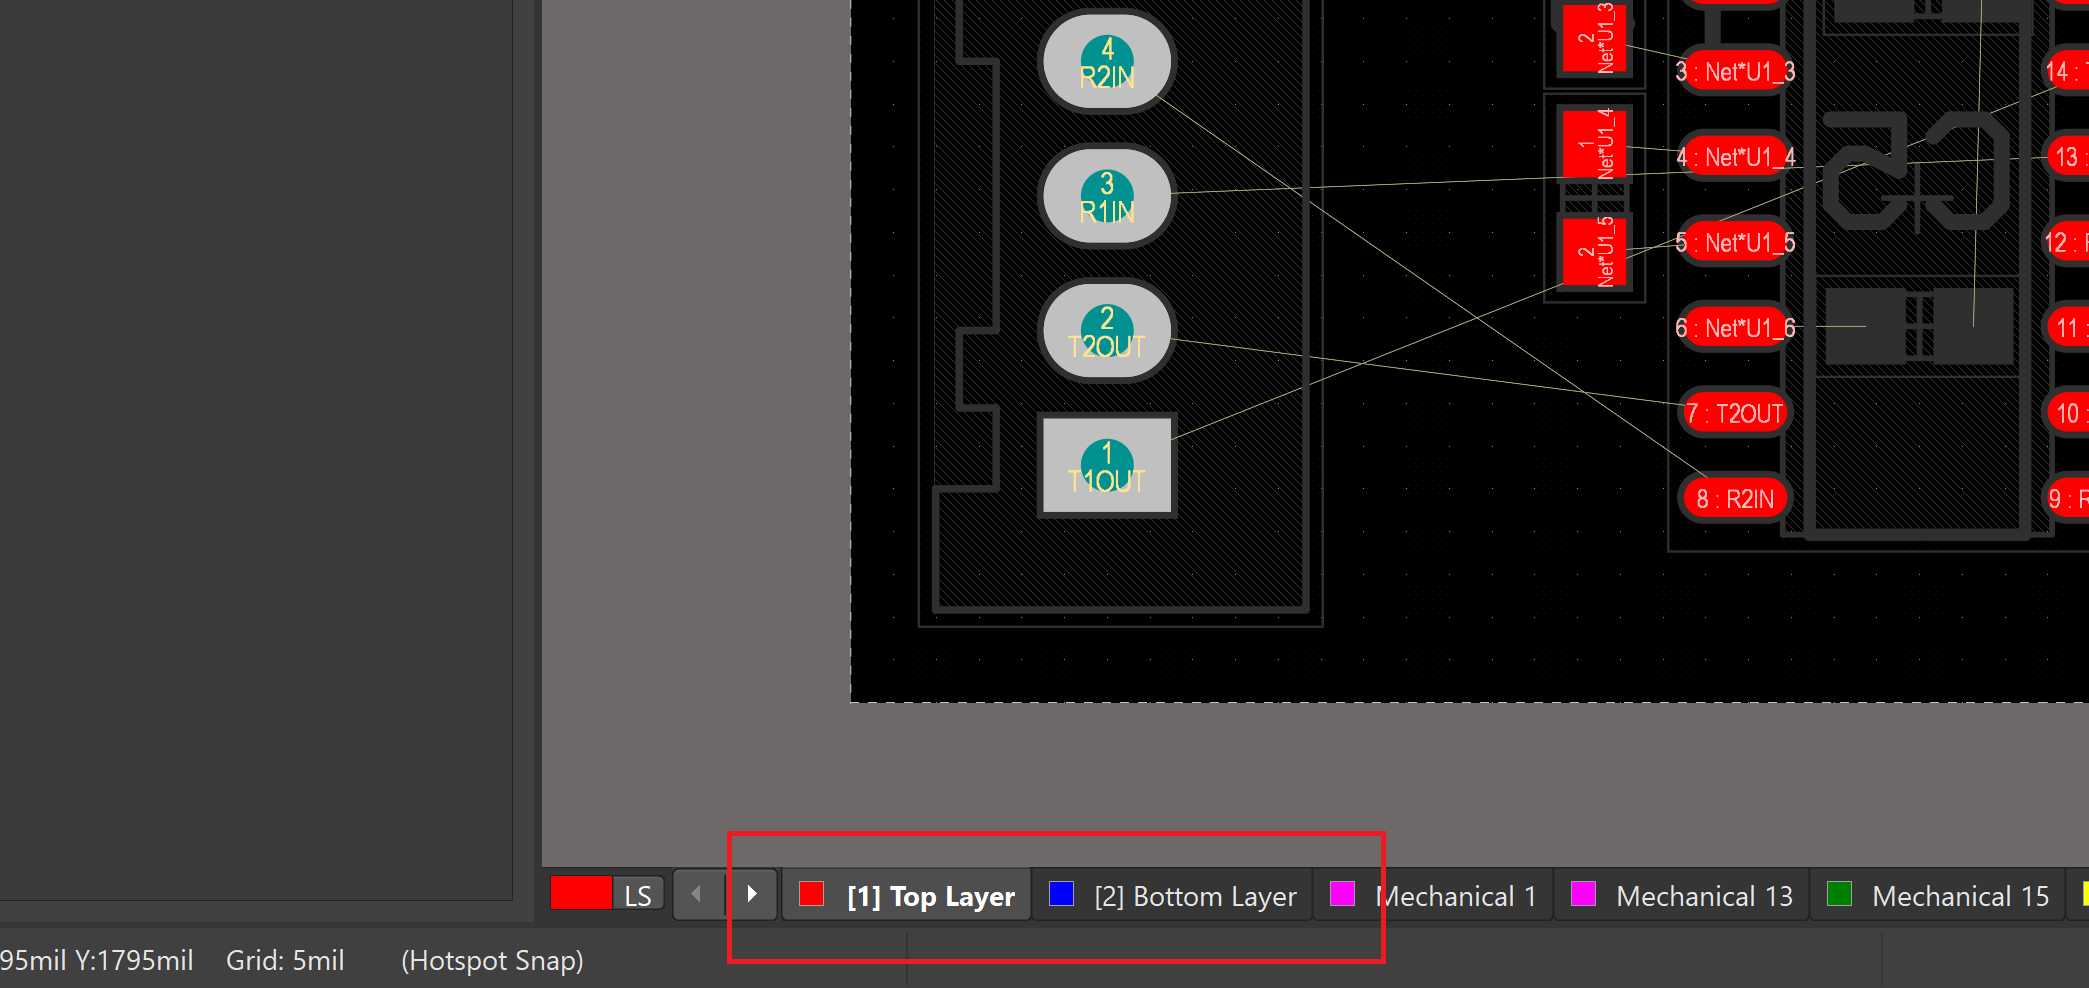 4
R2IN
3
R1IN
2
T2OUT
1
T1OUT
2
Net*U1_3
1
Net*U1_4
2
Net*U1_5
3 : Net*U1_3
4 : Net*U1_4
5 : Net*U1_5
6 : Net*U1_6
7 : T2OUT
8 : R2IN
14 :
13 :
12 :
11 :
10 :
9 :
LS
[1] Top Layer
[2] Bottom Layer
Mechanical 1
Mechanical 13
Mechanical 15
95mil Y:1795mil
Grid: 5mil
(Hotspot Snap)